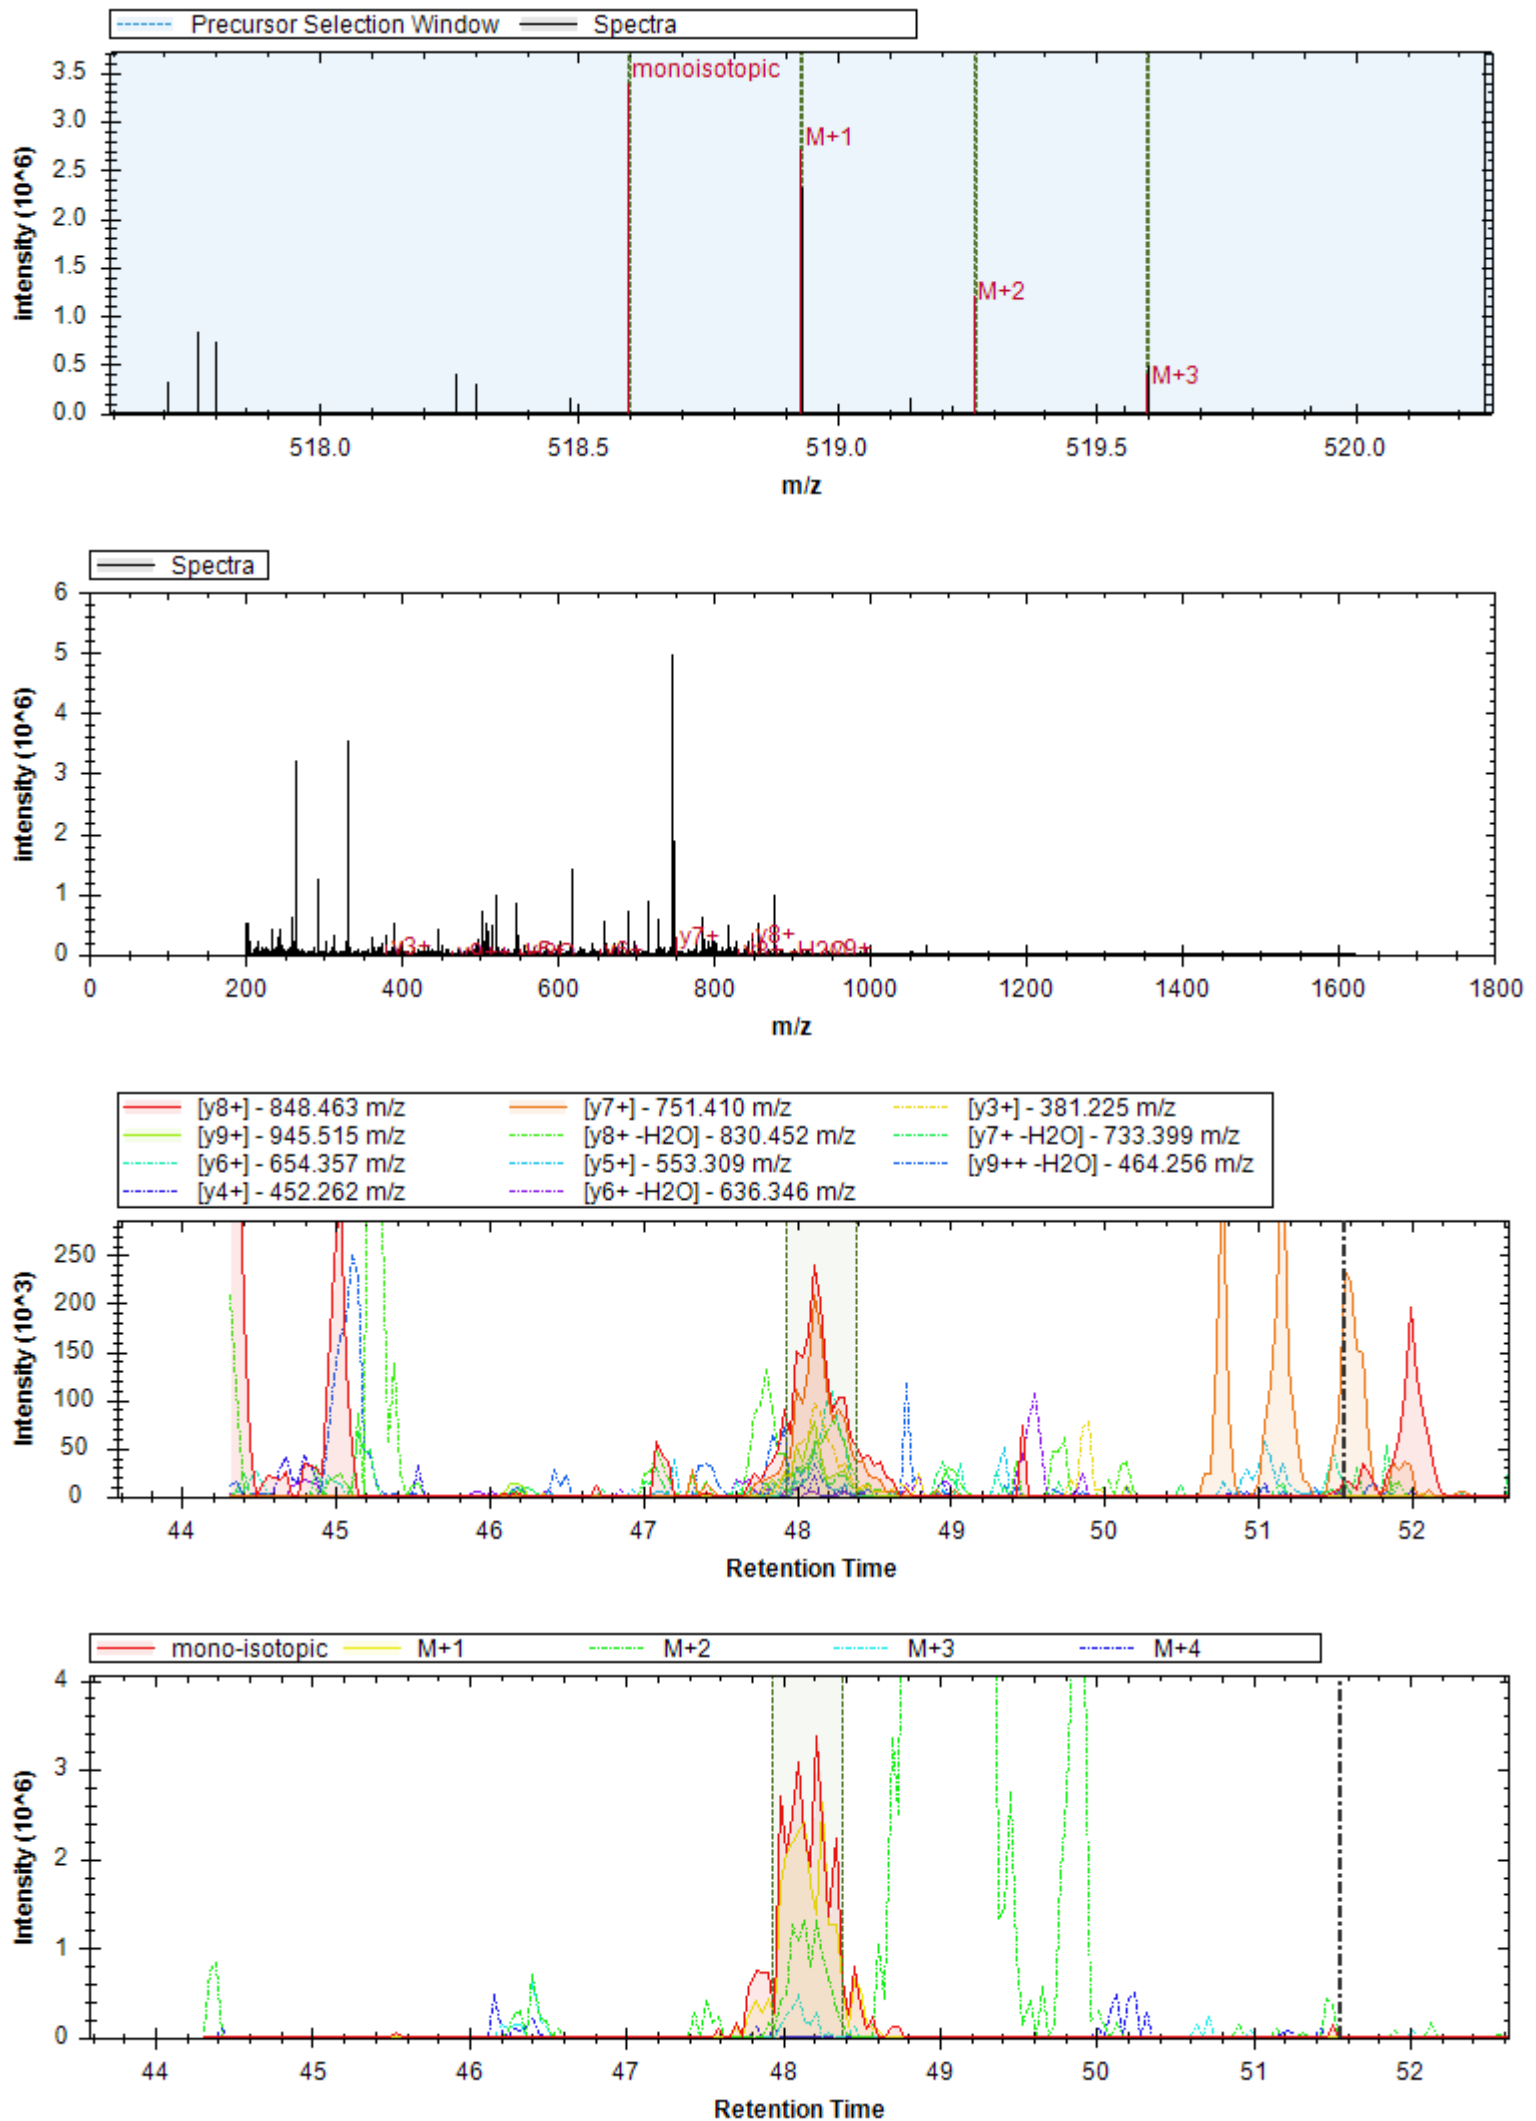 Precursor Selection Window Spectra
3.5
3.0
2.5
2.0
1.5
1.0
0.5
0.0
intensity (10^6)
monoisotopic
M+1
M+2
M+3
518.0 518.5 519.0 519.5 520.0
m/z
Spectra
6
5
4
3
2
1
0
intensity (10^6)
y3+ y6+ y7+ y8+ y9+
0 200 400 600 800 1000 1200 1400 1600 1800
m/z
[y8+] - 848.463 m/z [y7+] - 751.410 m/z [y3+] - 381.225 m/z
[y9+] - 945.515 m/z [y8+ -H2O] - 830.452 m/z [y7+ -H2O] - 733.399 m/z
[y6+] - 654.357 m/z [y5+] - 553.309 m/z [y9++ -H2O] - 464.256 m/z
[y4+] - 452.262 m/z [y6+ -H2O] - 636.346 m/z
250
200
150
100
50
0
Intensity (10^3)
44 45 46 47 48 49 50 51 52
Retention Time
mono-isotopic M+1 M+2 M+3 M+4
4
3
2
1
0
Intensity (10^6)
44 45 46 47 48 49 50 51 52
Retention Time